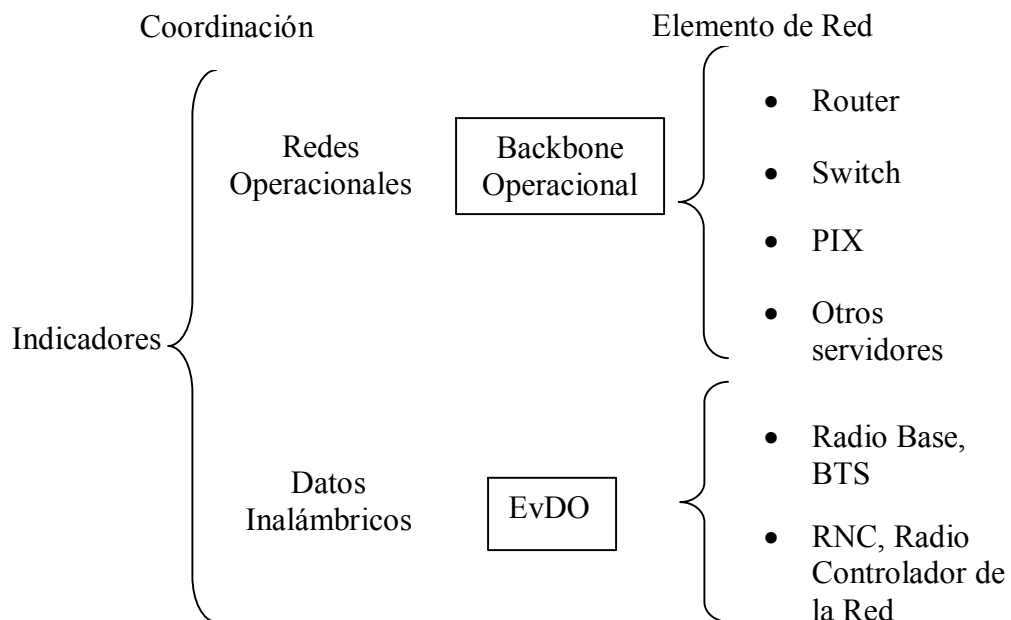 Coordinación
Elemento de Red
Indicadores
Redes
Operacionales
Backbone
Operacional
• Router
• Switch
• PIX
• Otros
servidores
Datos
Inalámbricos
EvDO
• Radio Base,
BTS
• RNC, Radio
Controlador de
la Red